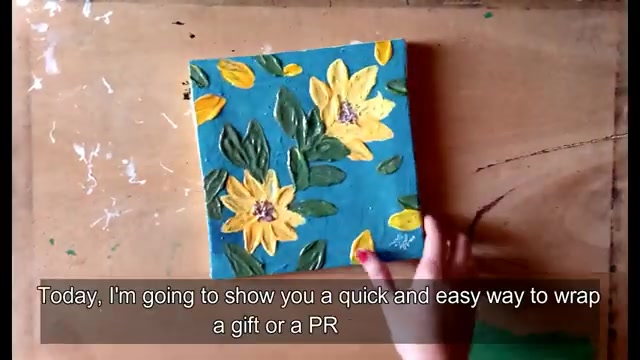 Today, I'm going to show you a quick and easy way to wrap
a gift or a PR